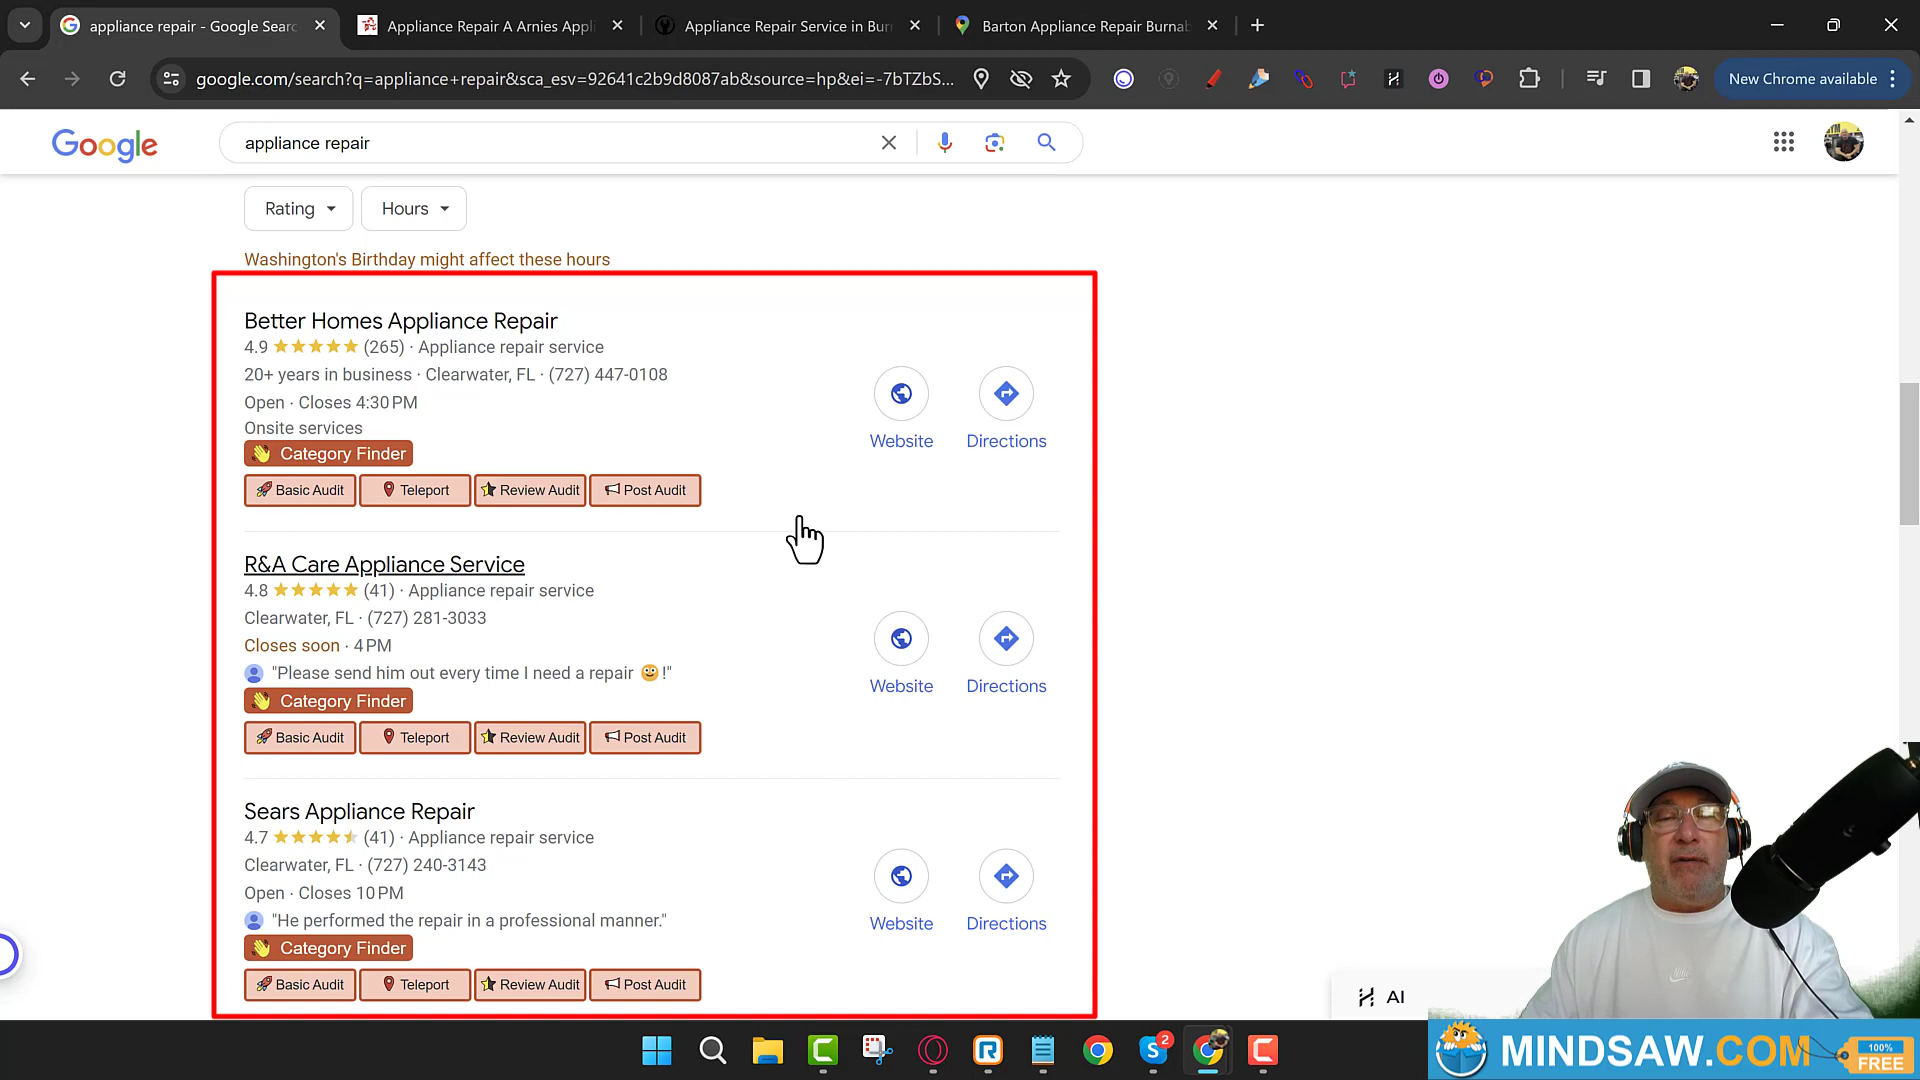 appliance repair - Google Searc
Appliance Repair A Arnies Appli
Appliance Repair Service in Bur
Barton Appliance Repair Burnab
google.com/search?q=appliance+repair&sca_esv=92641c2b9d8087ab&source=hp&ei=-7bTZbS...
New Chrome available
Google
appliance repair
Rating
Hours
Washington's Birthday might affect these hours
Better Homes Appliance Repair
4.9 (265) · Appliance repair service
20+ years in business · Clearwater, FL · (727) 447-0108
Open · Closes 4:30 PM
Onsite services
Website
Directions
Category Finder
Basic Audit
Teleport
Review Audit
Post Audit
R&A Care Appliance Service
4.8 (41) · Appliance repair service
Clearwater, FL · (727) 281-3033
Closes soon · 4 PM
"Please send him out every time I need a repair 🙂!"
Website
Directions
Category Finder
Basic Audit
Teleport
Review Audit
Post Audit
Sears Appliance Repair
4.7 (41) · Appliance repair service
Clearwater, FL · (727) 240-3143
Open · Closes 10 PM
"He performed the repair in a professional manner."
Website
Directions
Category Finder
Basic Audit
Teleport
Review Audit
Post Audit
AI
2
MINDSAW.COM
100%
FREE